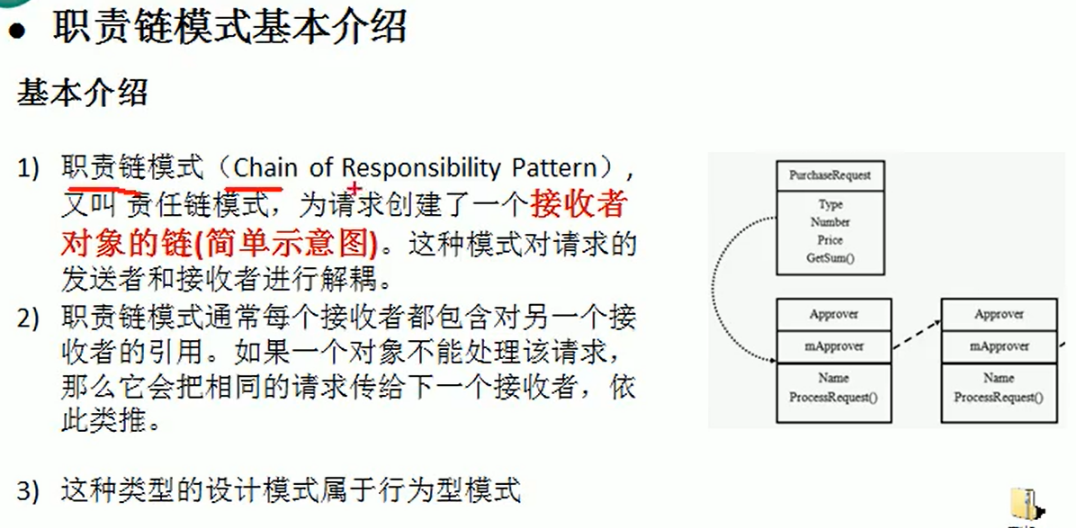 ● 职责链模式基本介绍
基本介绍
1) 职责链模式（Chain of Responsibility Pattern），
又叫 责任链模式，为请求创建了一个接收者
对象的链(简单示意图)。这种模式对请求的
发送者和接收者进行解耦。
2) 职责链模式通常每个接收者都包含对另一个接
收者的引用。如果一个对象不能处理该请求，
那么它会把相同的请求传给下一个接收者，依
此类推。
3) 这种类型的设计模式属于行为型模式
PurchaseRequest
Type
Number
Price
GetSum()
Approver
mApprover
Name
ProcessRequest()
Approver
mApprover
Name
ProcessRequest()